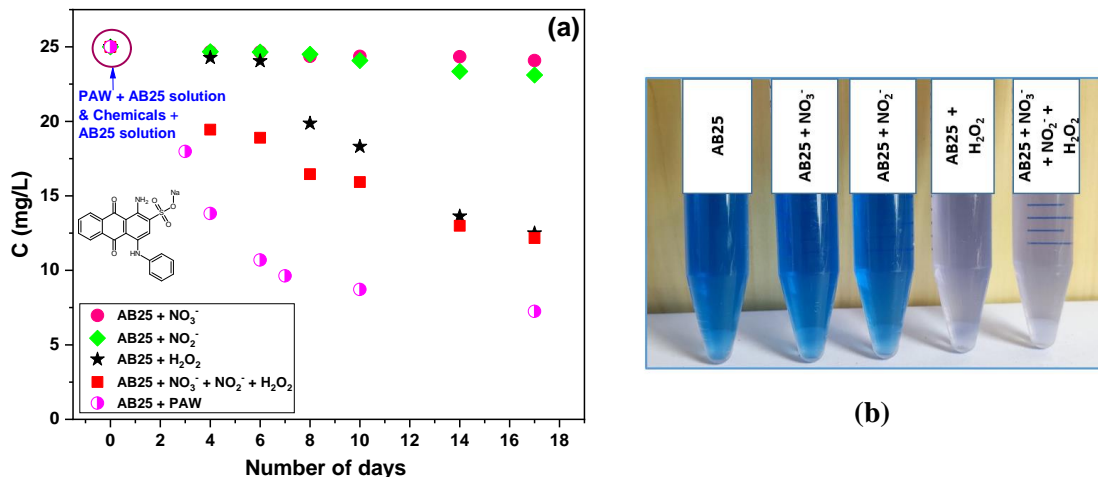 (a)
25
20
15
10
5
0
C (mg/L)
0 2 4 6 8 10 12 14 16 18
Number of days
PAW + AB25 solution
& Chemicals +
AB25 solution
O
NH₂
O
S
O
O
Na
O
HN
AB25 + NO₃⁻
AB25 + NO₂⁻
AB25 + H₂O₂
AB25 + NO₃⁻ + NO₂⁻ + H₂O₂
AB25 + PAW
AB25
AB25 + NO₃⁻
AB25 + NO₂⁻
AB25 +
H₂O₂
AB25 + NO₃⁻
+ NO₂⁻ + H₂O₂
(b)